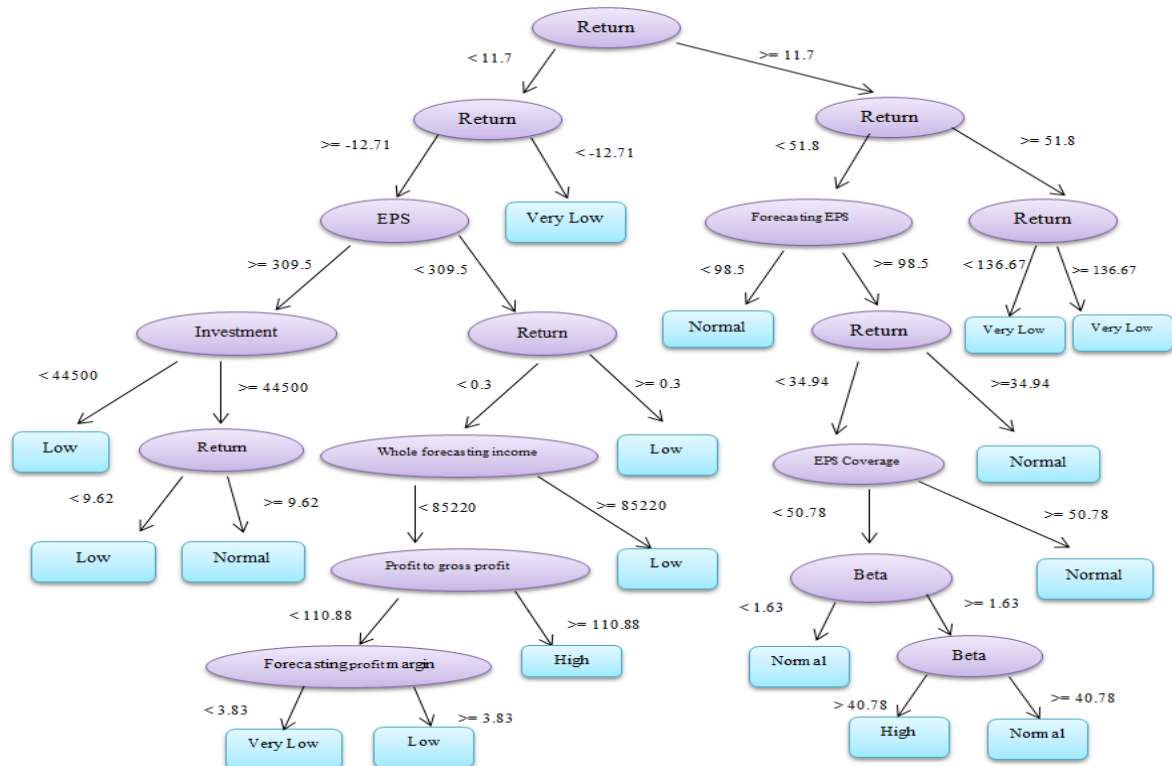 Return
< 11.7
>= 11.7
Return
Return
>= -12.71
< -12.71
< 51.8
>= 51.8
EPS
Very Low
Forecasting EPS
Return
>= 309.5
< 309.5
< 98.5
>= 98.5
< 136.67
>= 136.67
Investment
Return
Normal
Return
Very Low
Very Low
< 44500
>= 44500
< 0.3
>= 0.3
< 34.94
>=34.94
Low
Return
Whole forecasting income
Low
EPS Coverage
Normal
< 9.62
>= 9.62
< 85220
>= 85220
< 50.78
>= 50.78
Low
Normal
Profit to gross profit
Low
Beta
Normal
< 110.88
>= 110.88
< 1.63
>= 1.63
Forecasting profit margin
High
Normal
Beta
< 3.83
>= 3.83
> 40.78
>= 40.78
Very Low
Low
High
Normal